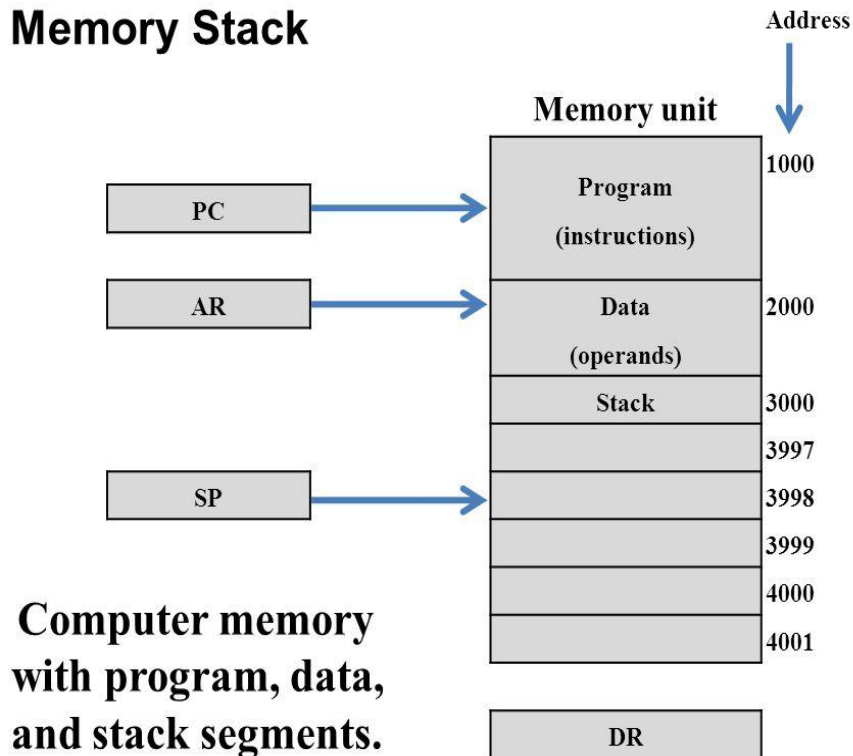 Memory Stack
Address
Memory unit
1000
Program
(instructions)
PC
AR
Data
2000
(operands)
Stack
3000
3997
SP
3998
3999
4000
4001
Computer memory
with program, data,
and stack segments.
DR